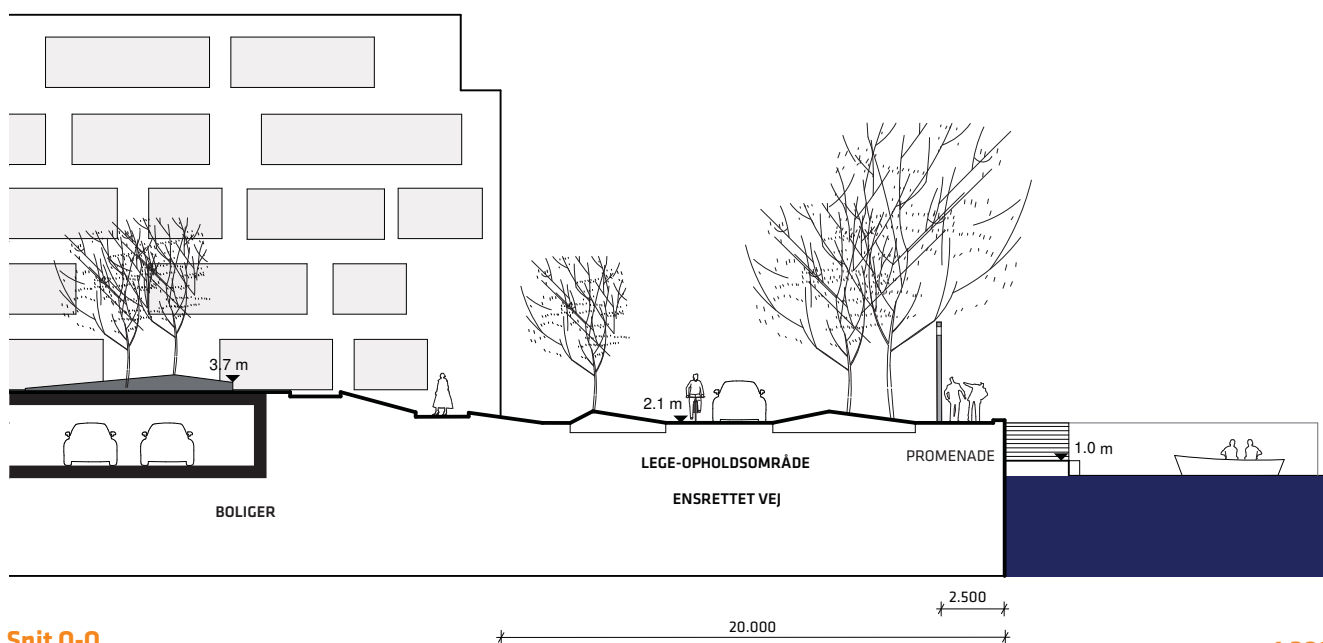 3.7 m
2.1 m
1.0 m
LEGE-OPHOLDSOMRÅDE
PROMENADE
ENSRETTET VEJ
BOLIGER
2.500
20.000